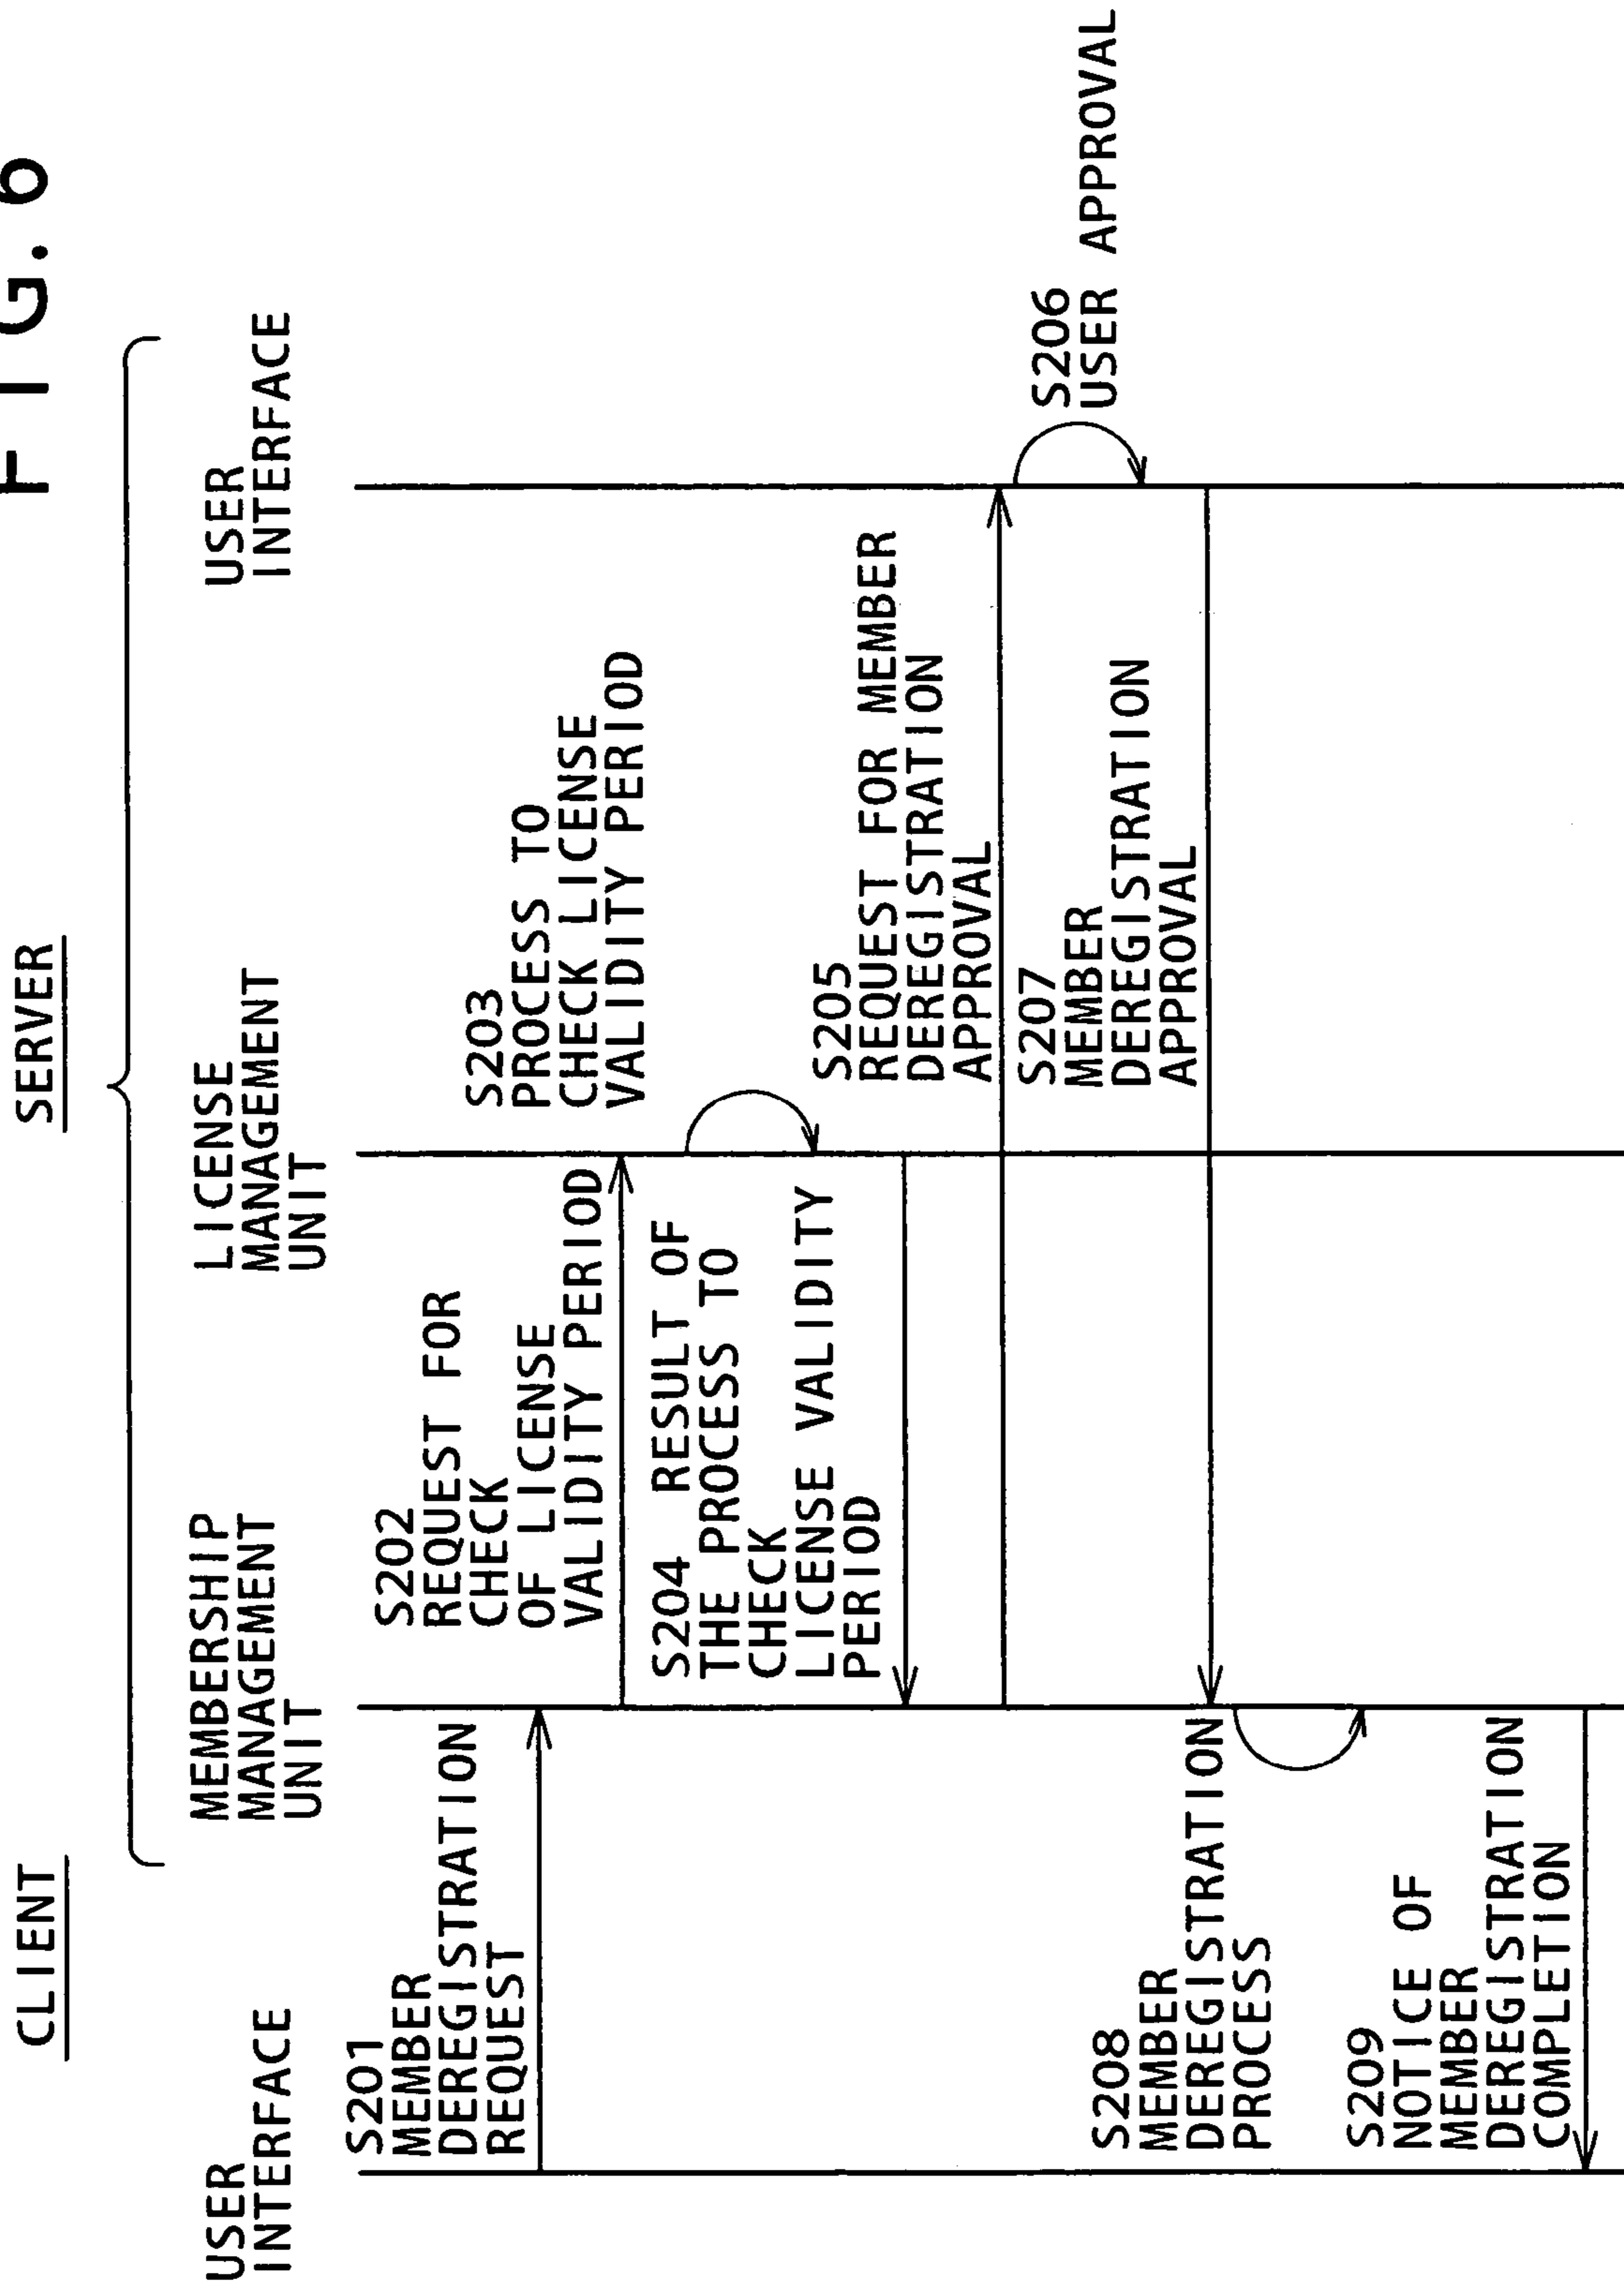 FIG. 6
CLIENT
SERVER
USER
INTERFACE
MEMBERSHIP
MANAGEMENT
UNIT
LICENSE
MANAGEMENT
UNIT
USER
INTERFACE
S201
MEMBER
DEREGISTRATION
REQUEST
S202
REQUEST FOR
CHECK
OF LICENSE
VALIDITY PERIOD
S203
PROCESS TO
CHECK LICENSE
VALIDITY PERIOD
S204 RESULT OF
THE PROCESS TO
CHECK
LICENSE VALIDITY
PERIOD
S205
REQUEST FOR MEMBER
DEREGISTRATION
APPROVAL
S206
USER APPROVAL
S207
MEMBER
DEREGISTRATION
APPROVAL
S208
MEMBER
DEREGISTRATION
PROCESS
S209
NOTICE OF
MEMBER
DEREGISTRATION
COMPLETION